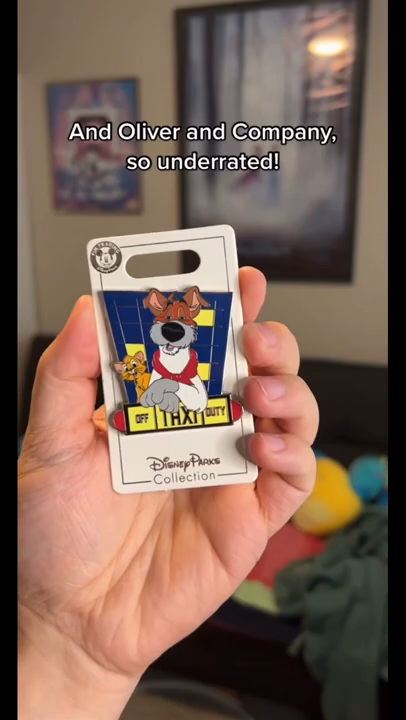 And Oliver and Company,
so underrated!
OFF TAXI DUTY
Disney Parks
Collection